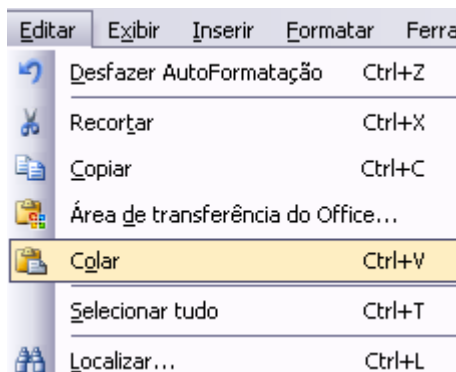 Editar Exibir Inserir Formatar Ferra
Desfazer AutoFormatação Ctrl+Z
Recortar Ctrl+X
Copiar Ctrl+C
Área de transferência do Office...
Colar Ctrl+V
Selecionar tudo Ctrl+T
Localizar... Ctrl+L